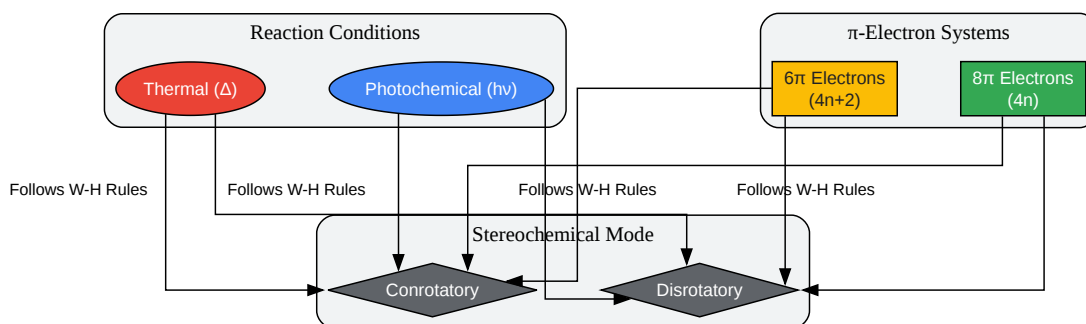 Reaction Conditions
π-Electron Systems
Thermal (Δ)
Photochemical (hν)
6π Electrons
(4n+2)
8π Electrons
(4n)
Follows W-H Rules
Follows W-H Rules
Follows W-H Rules
Follows W-H Rules
Stereochemical Mode
Conrotatory
Disrotatory